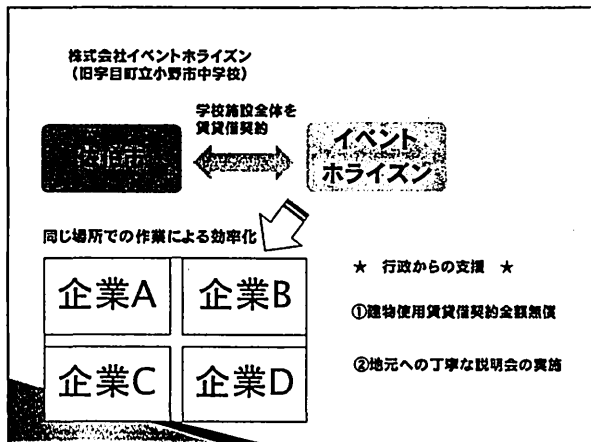 株式会社イベントホライズン
(旧宇目町立小野市中学校)
学校施設全体を
賃貸借契約
イベント
ホライズン
同じ場所での作業による効率化
企業A
企業B
★ 行政からの支援 ★
①建物使用賃貸借契約全額無償
企業C
企業D
②地元への丁寧な説明会の実施